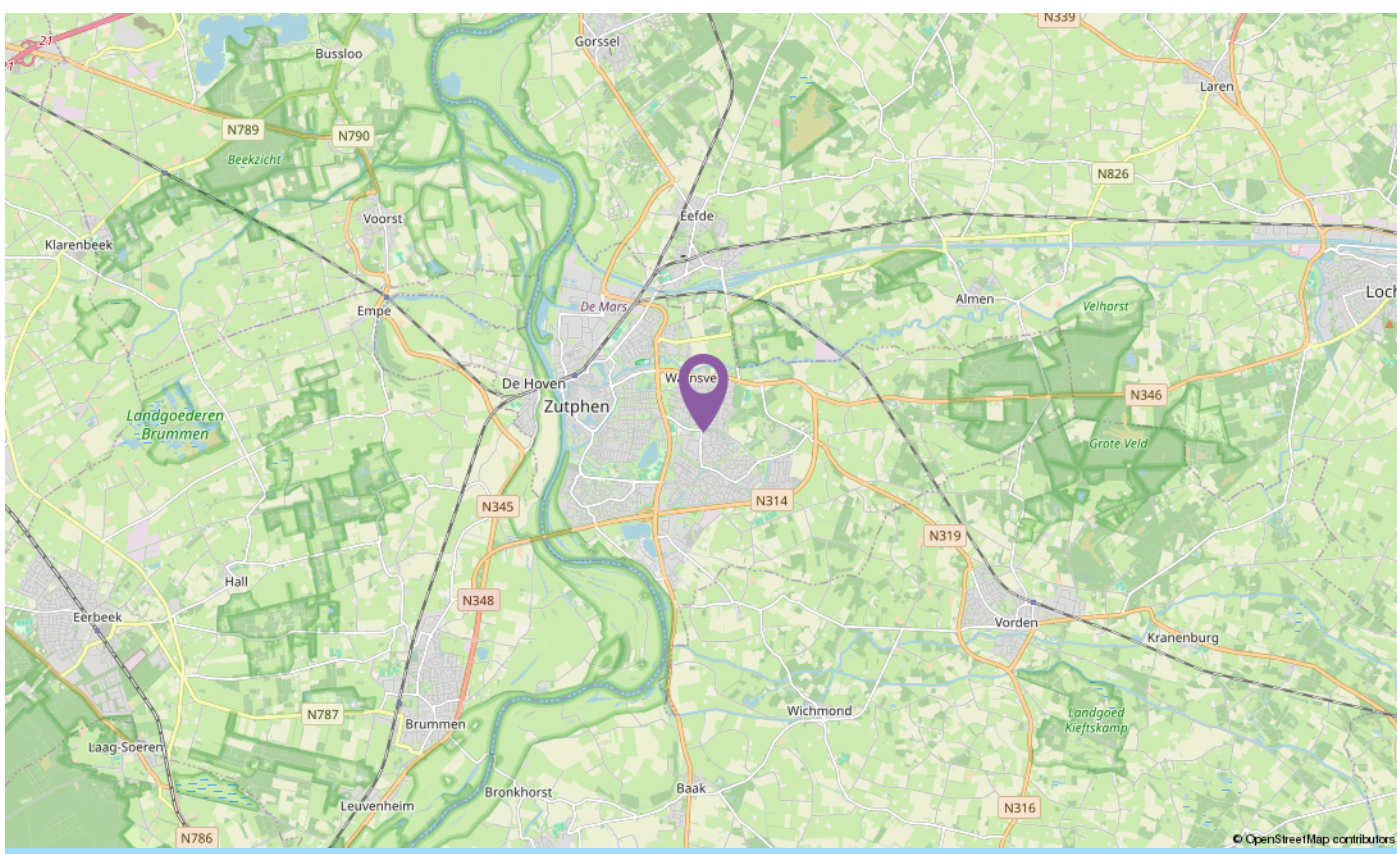 N339
Gorssel
21
Bussloo
21
Laren
N789
N790
Beekzicht
N826
Voorst
Eefde
Klarenbeek
Almen
Velhorst
De Mars
Empe
De Hoven
Zutphen
N346
Landgoederen
Brummen
Grote Veld
N345
N314
N319
Hall
N348
Eerbeek
Vorden
Kranenburg
N787
Brummen
Wichmond
Landgoed
Kieftskamp
Laag-Soeren
Leuvenheim
Bronkhorst
Baak
N316
N786
© OpenStreetMap contributors